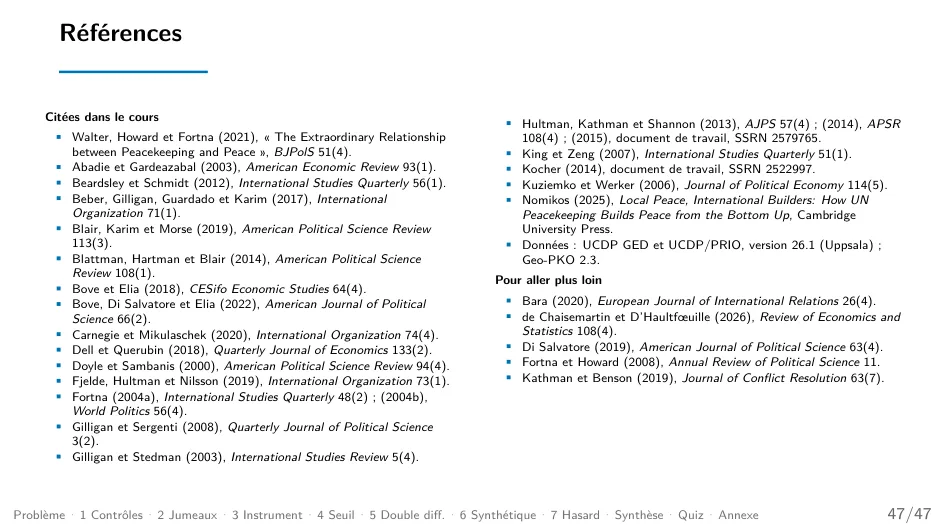 Références
Citées dans le cours
Walter, Howard et Fortna (2021), « The Extraordinary Relationship
between Peacekeeping and Peace », BJPolS 51(4).
Abadie et Gardeazabal (2003), American Economic Review 93(1).
Beardsley et Schmidt (2012), International Studies Quarterly 56(1).
Beber, Gilligan, Guardado et Karim (2017), International
Organization 71(1).
Blair, Karim et Morse (2019), American Political Science Review
113(3).
Blattman, Hartman et Blair (2014), American Political Science
Review 108(1).
Bove et Elia (2018), CESifo Economic Studies 64(4).
Bove, Di Salvatore et Elia (2022), American Journal of Political
Science 66(2).
Carnegie et Mikulaschek (2020), International Organization 74(4).
Dell et Querubin (2018), Quarterly Journal of Economics 133(2).
Doyle et Sambanis (2000), American Political Science Review 94(4).
Fjelde, Hultman et Nilsson (2019), International Organization 73(1).
Fortna (2004a), International Studies Quarterly 48(2) ; (2004b),
World Politics 56(4).
Gilligan et Sergenti (2008), Quarterly Journal of Political Science
3(2).
Gilligan et Stedman (2003), International Studies Review 5(4).
Hultman, Kathman et Shannon (2013), AJPS 57(4) ; (2014), APSR
108(4) ; (2015), document de travail, SSRN 2579765.
King et Zeng (2007), International Studies Quarterly 51(1).
Kocher (2014), document de travail, SSRN 2522997.
Kuziemko et Werker (2006), Journal of Political Economy 114(5).
Nomikos (2025), Local Peace, International Builders: How UN
Peacekeeping Builds Peace from the Bottom Up, Cambridge
University Press.
Données : UCDP GED et UCDP/PRIO, version 26.1 (Uppsala) ;
Geo-PKO 2.3.
Pour aller plus loin
Bara (2020), European Journal of International Relations 26(4).
de Chaisemartin et D'Haultfœuille (2026), Review of Economics and
Statistics 108(4).
Di Salvatore (2019), American Journal of Political Science 63(4).
Fortna et Howard (2008), Annual Review of Political Science 11.
Kathman et Benson (2019), Journal of Conflict Resolution 63(7).
Problème · 1 Contrôles · 2 Jumeaux · 3 Instrument · 4 Seuil · 5 Double diff. · 6 Synthétique · 7 Hasard · Synthèse · Quiz · Annexe
47/47